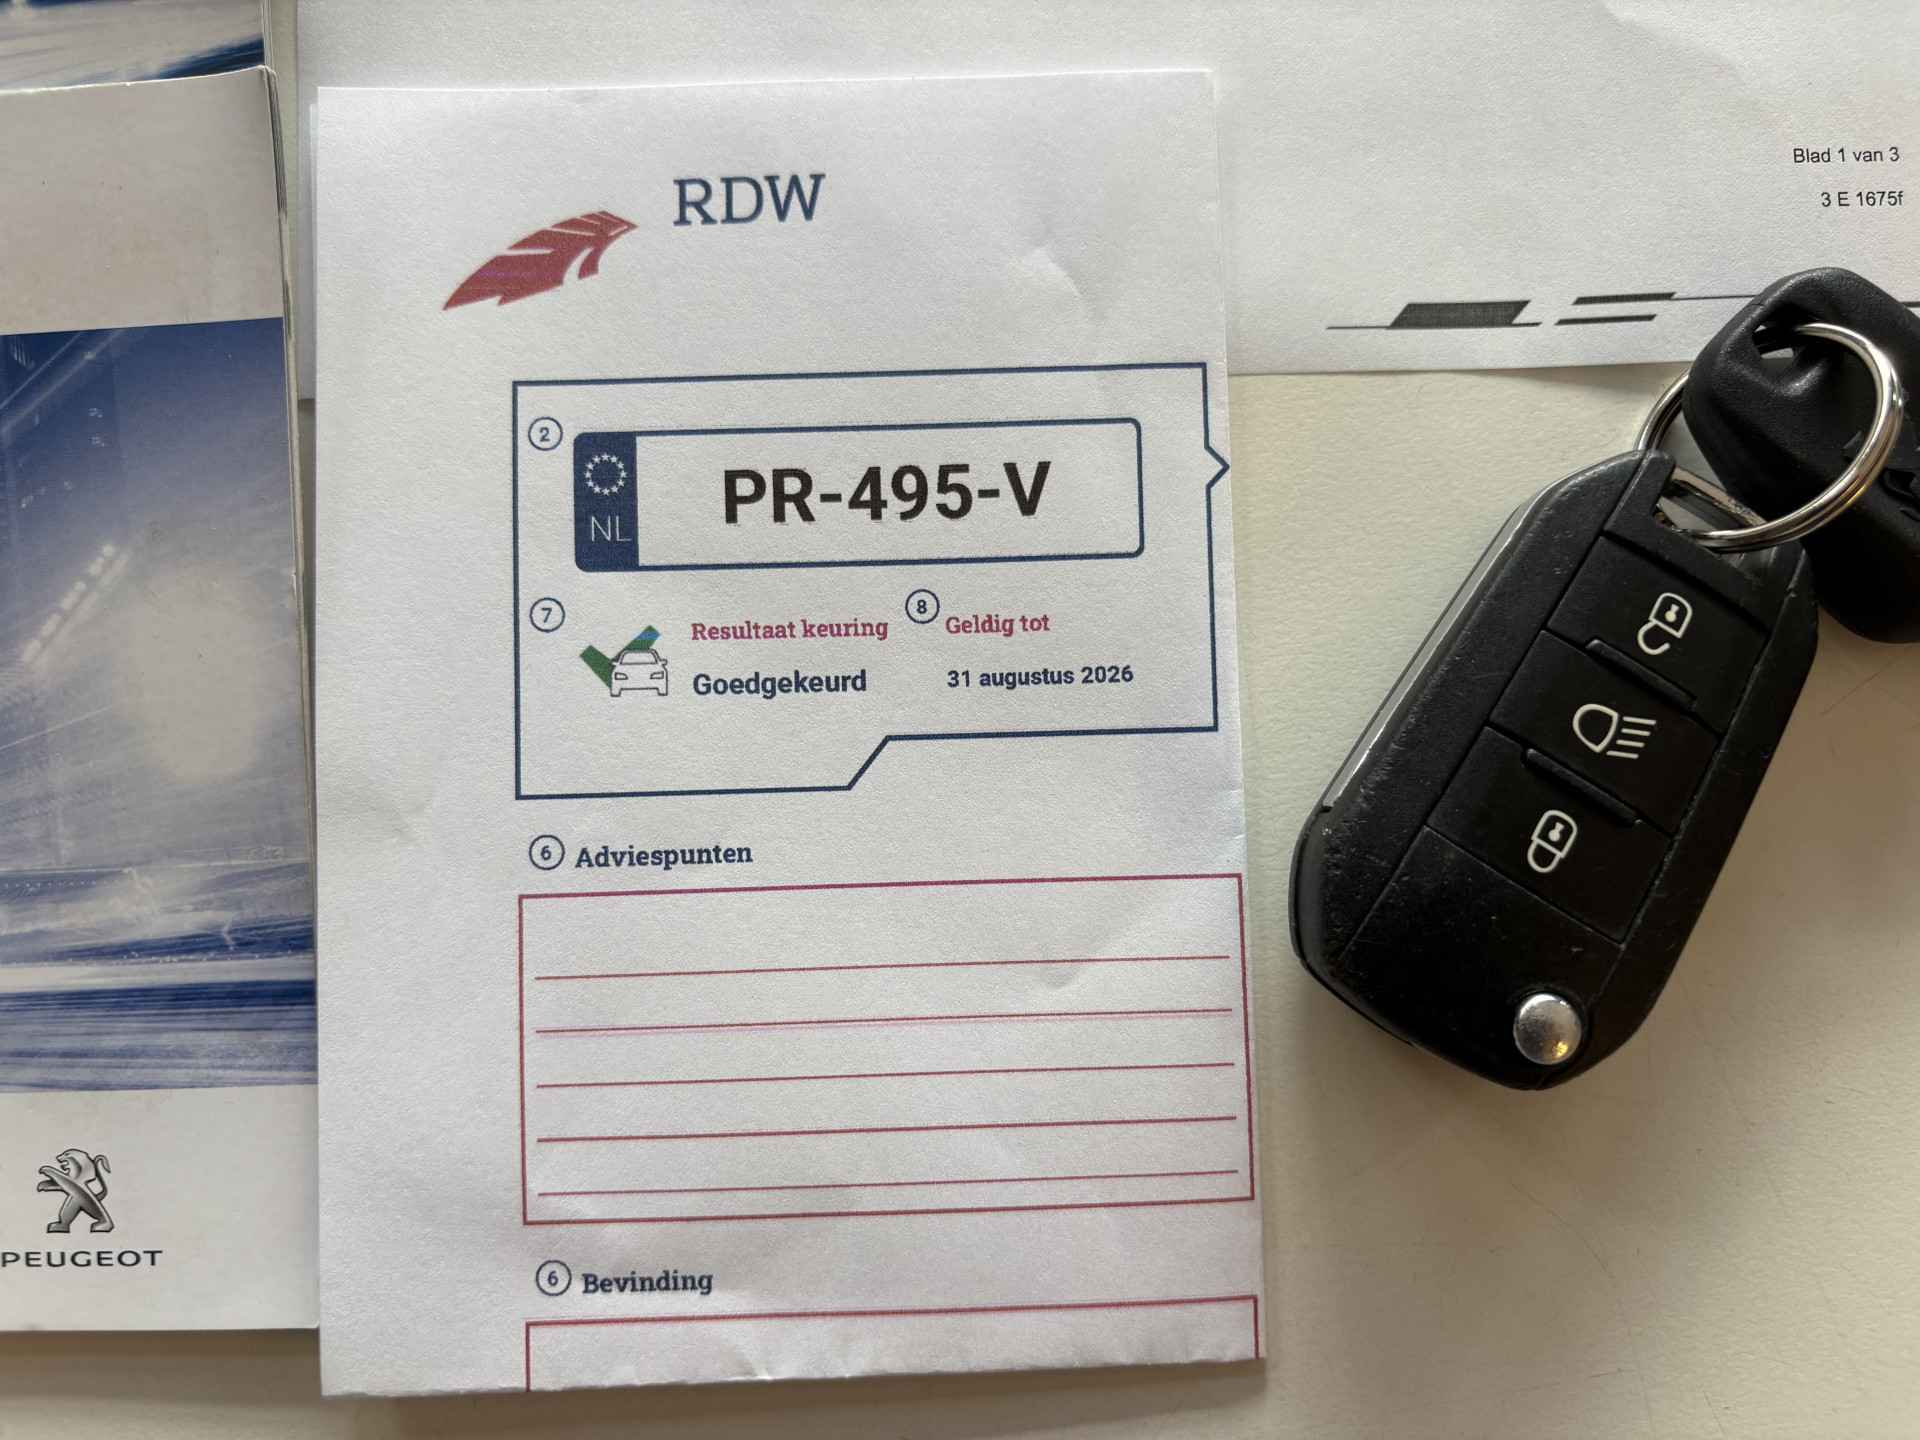 RDW
Blad 1 van 3
3 E 1675f
2
NL
PR-495-V
7
Resultaat keuring
8
Geldig tot
Goedgekeurd
31 augustus 2026
6 Adviespunten
6 Bevinding
PEUGEOT